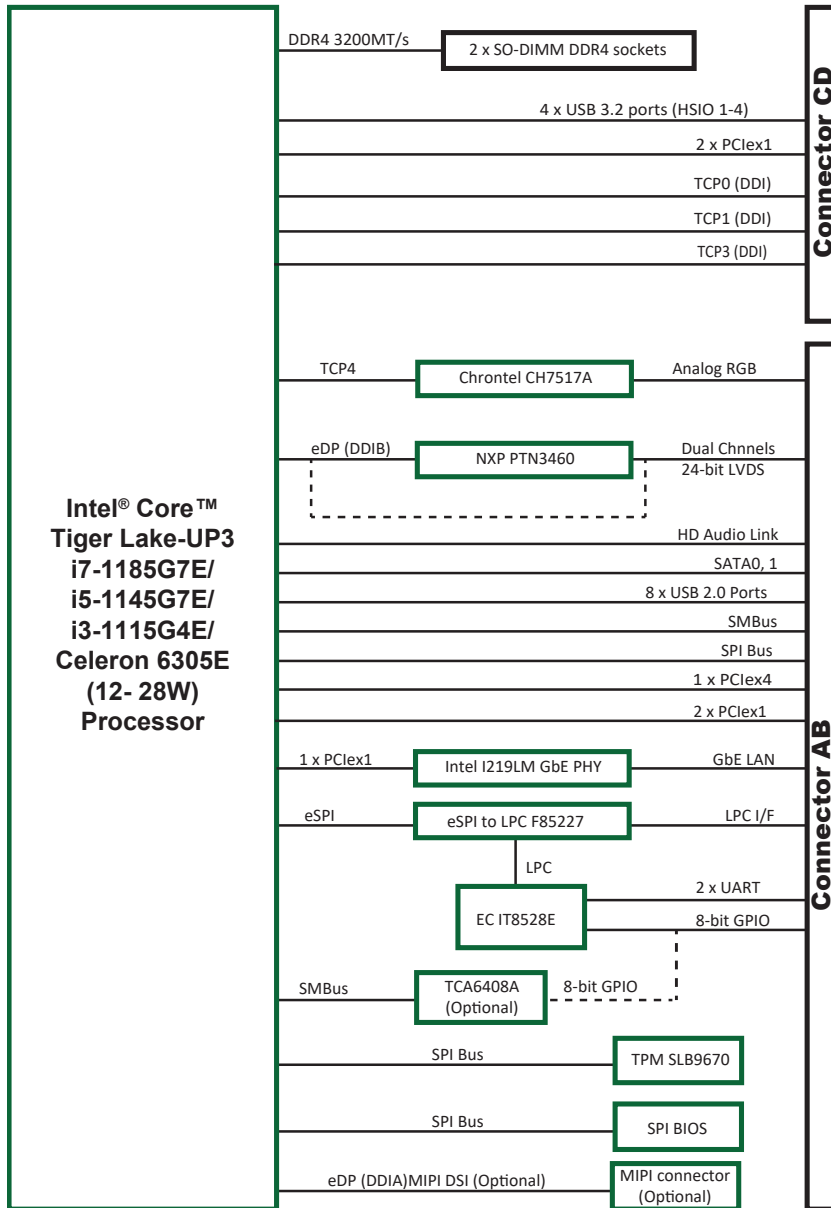 DDR4 3200MT/s
2 x SO-DIMM DDR4 sockets
4 x USB 3.2 ports (HSIO 1-4)
2 x PCIex1
TCP0 (DDI)
TCP1 (DDI)
TCP3 (DDI)
Connector CD
TCP4
Chrontel CH7517A
Analog RGB
eDP (DDIB)
NXP PTN3460
Dual Chnnels
24-bit LVDS
Intel® Core™
Tiger Lake-UP3
i7-1185G7E/
i5-1145G7E/
i3-1115G4E/
Celeron 6305E
(12- 28W)
Processor
HD Audio Link
SATA0, 1
8 x USB 2.0 Ports
SMBus
SPI Bus
1 x PCIex4
2 x PCIex1
1 x PCIex1
Intel I219LM GbE PHY
GbE LAN
eSPI
eSPI to LPC F85227
LPC I/F
Connector AB
LPC
EC IT8528E
2 x UART
8-bit GPIO
SMBus
TCA6408A
(Optional)
8-bit GPIO
SPI Bus
TPM SLB9670
SPI Bus
SPI BIOS
eDP (DDIA)MIPI DSI (Optional)
MIPI connector
(Optional)